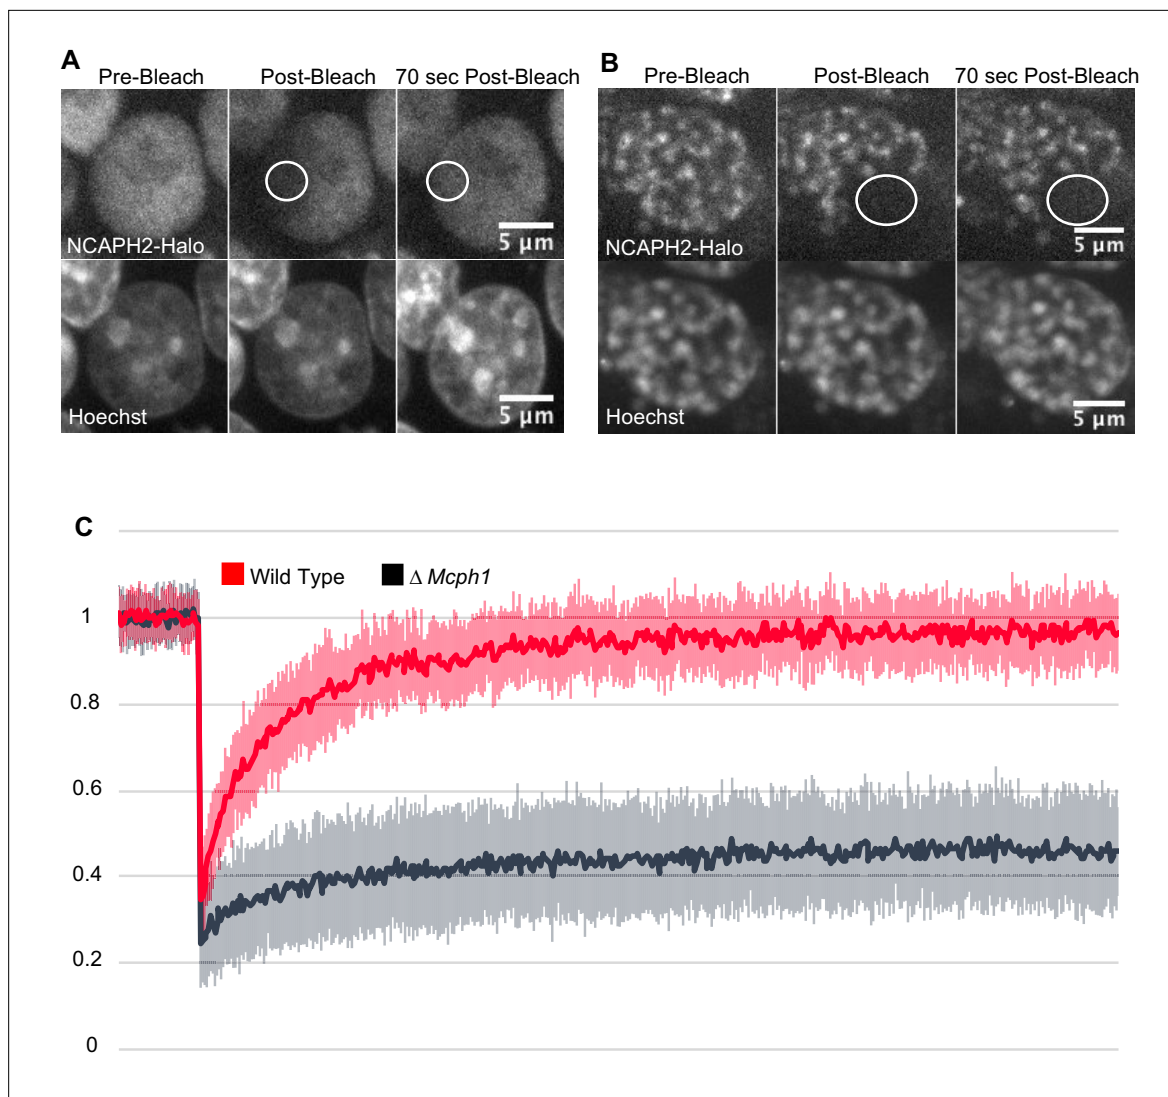 A
Pre-Bleach Post-Bleach 70 sec Post-Bleach
NCAPH2-Halo
5 µm
Hoechst
5 µm
B
Pre-Bleach Post-Bleach 70 sec Post-Bleach
NCAPH2-Halo
5 µm
Hoechst
5 µm
C
Wild Type
Δ Mcph1
1
0.8
0.6
0.4
0.2
0